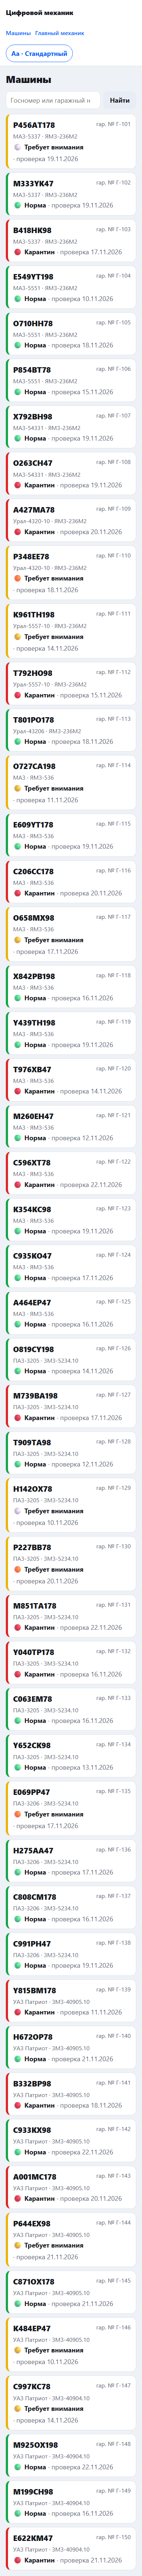 Цифровой механик
Машины Главный механик
Аа - Стандартный
Машины
Госномер или гаражный н Найти
Р456АТ178 гар. № Г-101
МАЗ-5337 · ЯМЗ-236М2
Требует внимания
· проверка 19.11.2026
М333УК47 гар. № Г-102
МАЗ-5337 · ЯМЗ-236М2
Норма · проверка 19.11.2026
В418НК98 гар. № Г-103
МАЗ-5337 · ЯМЗ-236М2
Карантин · проверка 17.11.2026
Е549УТ198 гар. № Г-104
МАЗ-5551 · ЯМЗ-236М2
Норма · проверка 10.11.2026
О710НН78 гар. № Г-105
МАЗ-5551 · ЯМЗ-236М2
Норма · проверка 18.11.2026
Р854ВТ78 гар. № Г-106
МАЗ-5551 · ЯМЗ-236М2
Норма · проверка 15.11.2026
Х792ВН98 гар. № Г-107
МАЗ-54331 · ЯМЗ-236М2
Норма · проверка 19.11.2026
О263СН47 гар. № Г-108
МАЗ-54331 · ЯМЗ-236М2
Карантин · проверка 19.11.2026
А427МА78 гар. № Г-109
Урал-4320-10 · ЯМЗ-236М2
Карантин · проверка 20.11.2026
Р348ЕЕ78 гар. № Г-110
Урал-4320-10 · ЯМЗ-236М2
Требует внимания
· проверка 18.11.2026
К961ТН198 гар. № Г-111
Урал-5557-10 · ЯМЗ-236М2
Требует внимания
· проверка 14.11.2026
Т792НО98 гар. № Г-112
Урал-5557-10 · ЯМЗ-236М2
Карантин · проверка 15.11.2026
Т801РО178 гар. № Г-113
Урал-43206 · ЯМЗ-236М2
Норма · проверка 18.11.2026
О727СА198 гар. № Г-114
МАЗ · ЯМЗ-536
Требует внимания
· проверка 11.11.2026
Е609УТ178 гар. № Г-115
МАЗ · ЯМЗ-536
Норма · проверка 19.11.2026
С206СС178 гар. № Г-116
МАЗ · ЯМЗ-536
Карантин · проверка 20.11.2026
О658МХ98 гар. № Г-117
МАЗ · ЯМЗ-536
Требует внимания
· проверка 17.11.2026
Х842РВ198 гар. № Г-118
МАЗ · ЯМЗ-536
Норма · проверка 16.11.2026
У439ТН198 гар. № Г-119
МАЗ · ЯМЗ-536
Норма · проверка 19.11.2026
Т976ХВ47 гар. № Г-120
МАЗ · ЯМЗ-536
Карантин · проверка 14.11.2026
М260ЕН47 гар. № Г-121
МАЗ · ЯМЗ-536
Норма · проверка 12.11.2026
С596ХТ78 гар. № Г-122
МАЗ · ЯМЗ-536
Карантин · проверка 22.11.2026
К354КС98 гар. № Г-123
МАЗ · ЯМЗ-536
Норма · проверка 19.11.2026
С935КО47 гар. № Г-124
МАЗ · ЯМЗ-536
Норма · проверка 17.11.2026
А464ЕР47 гар. № Г-125
МАЗ · ЯМЗ-536
Норма · проверка 16.11.2026
О819СУ198 гар. № Г-126
ПАЗ-3205 · ЗМЗ-5234.10
Норма · проверка 14.11.2026
М739ВА198 гар. № Г-127
ПАЗ-3205 · ЗМЗ-5234.10
Карантин · проверка 17.11.2026
Т909ТА98 гар. № Г-128
ПАЗ-3205 · ЗМЗ-5234.10
Норма · проверка 12.11.2026
Н142ОХ78 гар. № Г-129
ПАЗ-3205 · ЗМЗ-5234.10
Требует внимания
· проверка 10.11.2026
Р227ВВ78 гар. № Г-130
ПАЗ-3205 · ЗМЗ-5234.10
Требует внимания
· проверка 20.11.2026
М851ТА178 гар. № Г-131
ПАЗ-3205 · ЗМЗ-5234.10
Карантин · проверка 22.11.2026
У040ТР178 гар. № Г-132
ПАЗ-3205 · ЗМЗ-5234.10
Карантин · проверка 16.11.2026
С063ЕМ78 гар. № Г-133
ПАЗ-3205 · ЗМЗ-5234.10
Норма · проверка 16.11.2026
У652СК98 гар. № Г-134
ПАЗ-3205 · ЗМЗ-5234.10
Норма · проверка 13.11.2026
Е069РР47 гар. № Г-135
ПАЗ-3206 · ЗМЗ-5234.10
Требует внимания
· проверка 17.11.2026
Н275АА47 гар. № Г-136
ПАЗ-3206 · ЗМЗ-5234.10
Норма · проверка 17.11.2026
С808СМ178 гар. № Г-137
ПАЗ-3206 · ЗМЗ-5234.10
Норма · проверка 16.11.2026
С991РН47 гар. № Г-138
ПАЗ-3206 · ЗМЗ-5234.10
Норма · проверка 19.11.2026
У815ВМ178 гар. № Г-139
УАЗ Патриот · ЗМЗ-40905.10
Карантин · проверка 11.11.2026
Н672ОР78 гар. № Г-140
УАЗ Патриот · ЗМЗ-40905.10
Норма · проверка 21.11.2026
В332ВР98 гар. № Г-141
УАЗ Патриот · ЗМЗ-40905.10
Карантин · проверка 18.11.2026
С933КХ98 гар. № Г-142
УАЗ Патриот · ЗМЗ-40905.10
Норма · проверка 22.11.2026
А001МС178 гар. № Г-143
УАЗ Патриот · ЗМЗ-40905.10
Карантин · проверка 20.11.2026
Р644ЕХ98 гар. № Г-144
УАЗ Патриот · ЗМЗ-40905.10
Требует внимания
· проверка 21.11.2026
С871ОХ178 гар. № Г-145
УАЗ Патриот · ЗМЗ-40905.10
Норма · проверка 21.11.2026
К484ЕР47 гар. № Г-146
УАЗ Патриот · ЗМЗ-40905.10
Требует внимания
· проверка 10.11.2026
С997КС78 гар. № Г-147
УАЗ Патриот · ЗМЗ-40904.10
Требует внимания
· проверка 14.11.2026
М925ОХ198 гар. № Г-148
УАЗ Патриот · ЗМЗ-40904.10
Норма · проверка 22.11.2026
М199СН98 гар. № Г-149
УАЗ Патриот · ЗМЗ-40904.10
Норма · проверка 16.11.2026
Е622КМ47 гар. № Г-150
УАЗ Патриот · ЗМЗ-40904.10
Карантин · проверка 21.11.2026